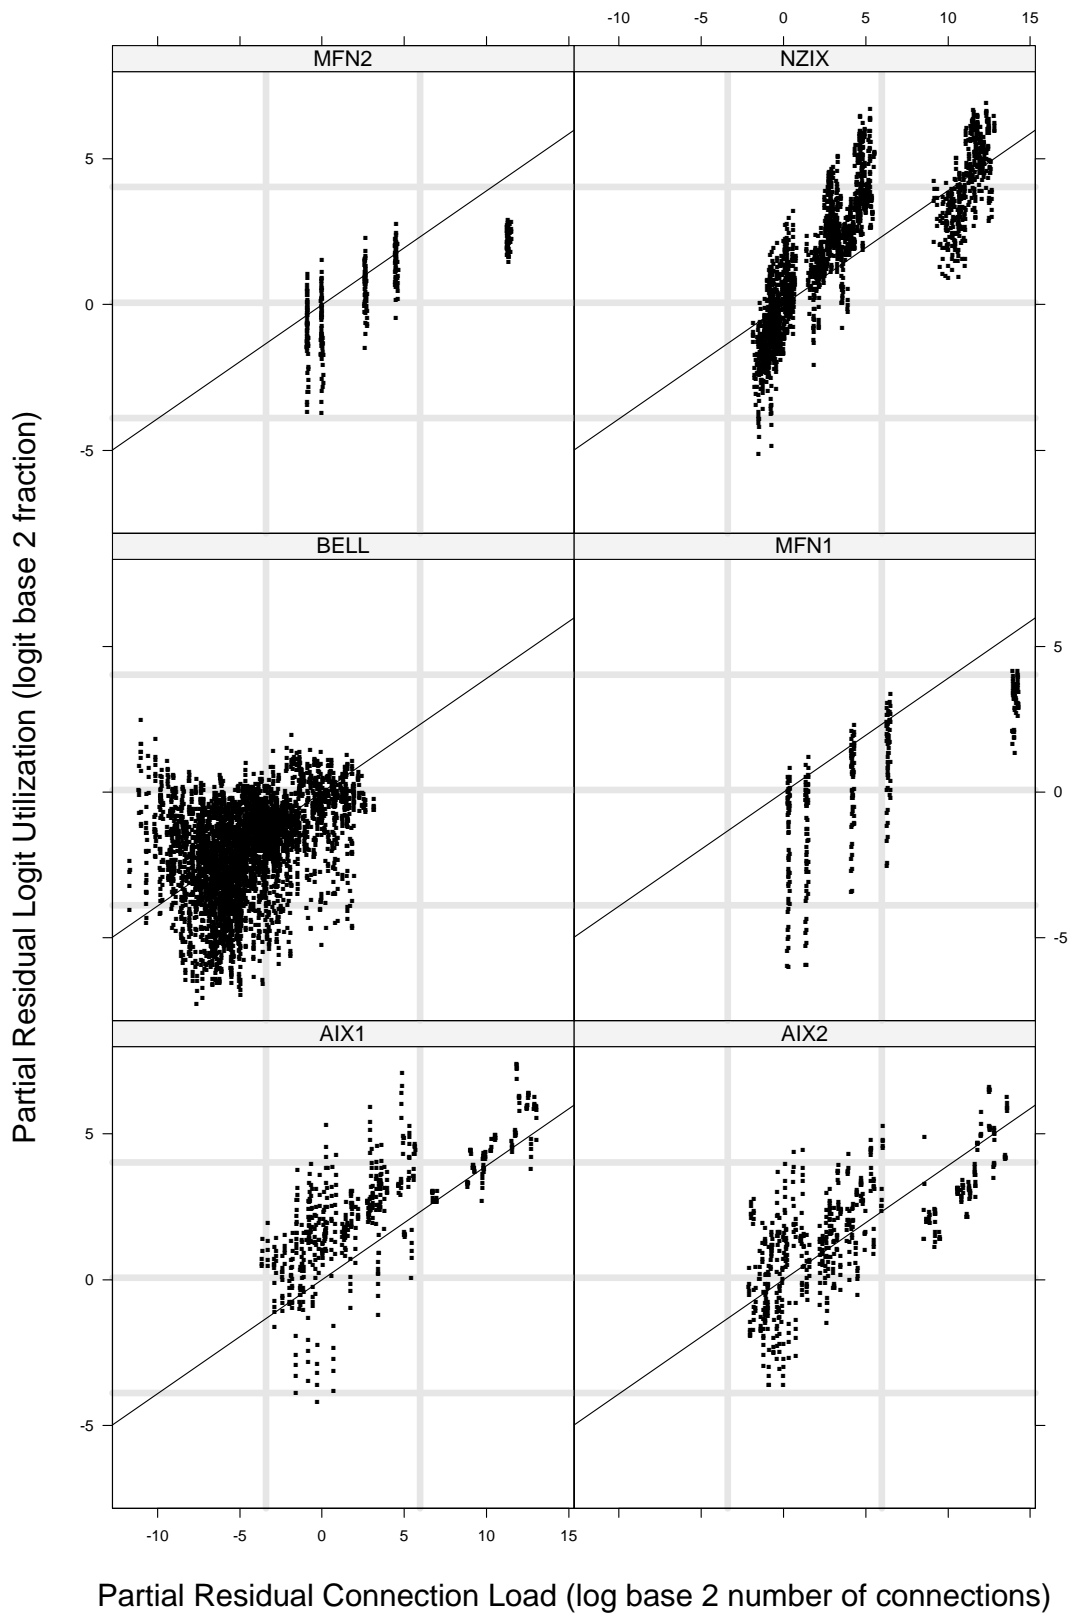 -10 -5 0 5 10 15
MFN2 NZIX
5
0
-5
BELL MFN1
5
0
-5
AIX1 AIX2
5
0
-5
-10 -5 0 5 10 15
Partial Residual Logit Utilization (logit base 2 fraction)
Partial Residual Connection Load (log base 2 number of connections)